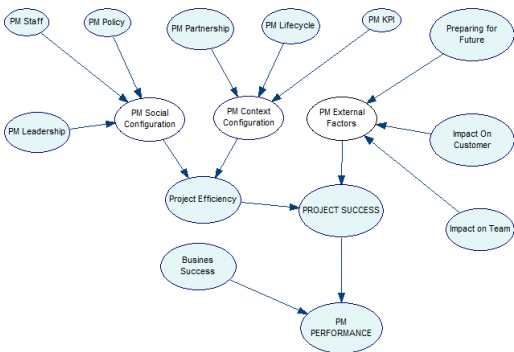 PM Staff
PM Policy
PM Partnership
PM Lifecycle
PM KPI
Preparing for
Future
PM Leadership
PM Social
Configuration
PM Context
Configuration
PM External
Factors
Impact On
Customer
Project Efficiency
PROJECT SUCCESS
Impact on Team
Busines
Success
PM
PERFORMANCE